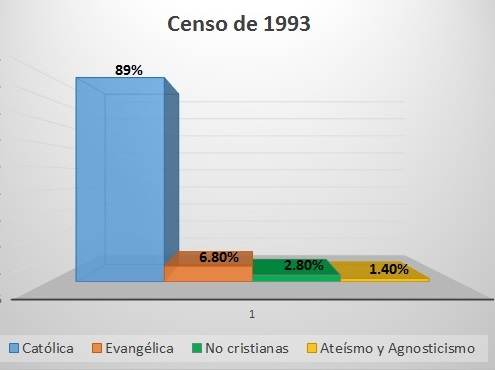 Censo de 1993
89%
6.80%
2.80%
1.40%
1
Católica Evangélica No cristianas Ateísmo y Agnosticismo